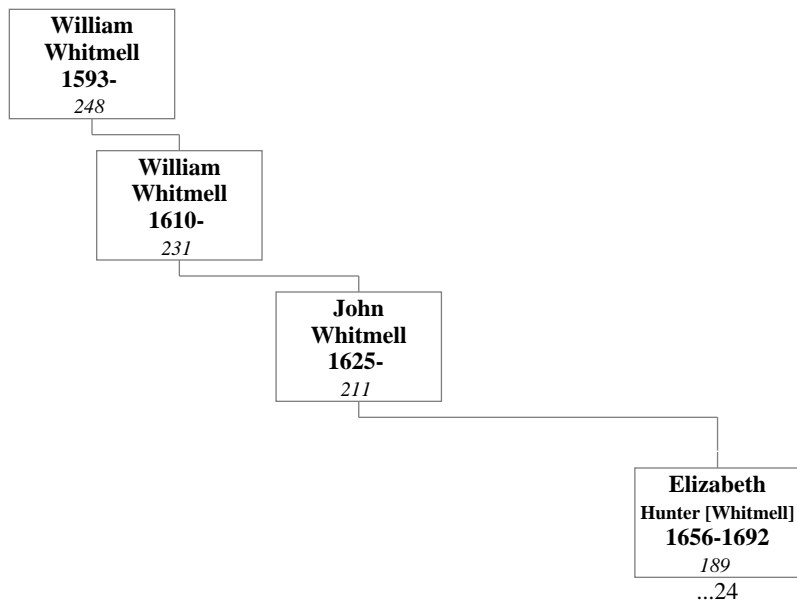 William
Whitmell
1593-
248
William
Whitmell
1610-
231
John
Whitmell
1625-
211
Elizabeth
Hunter [Whitmell]
1656-1692
189
...24